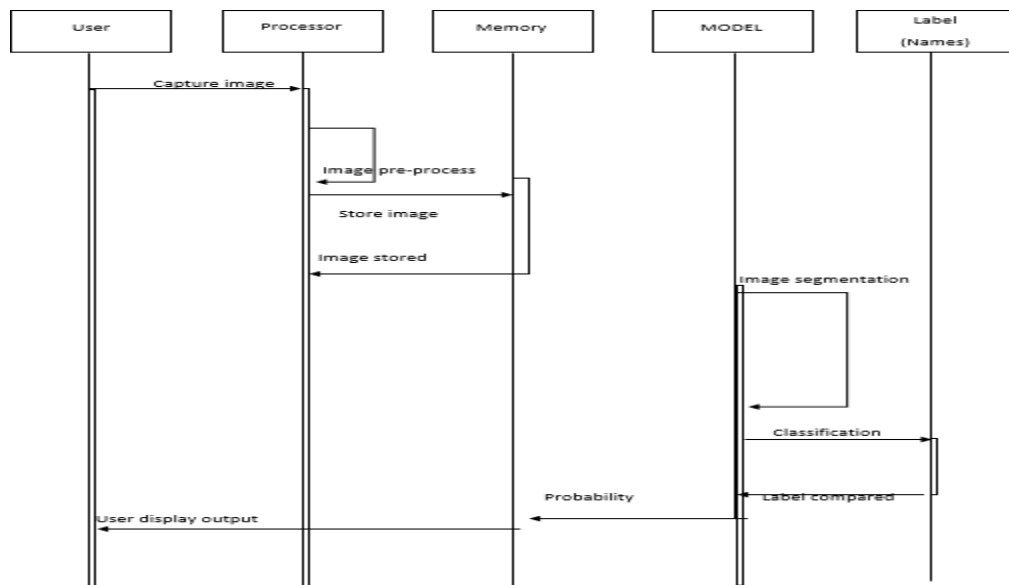 User
Processor
Memory
MODEL
Label
(Names)
Capture image
Image pre-process
Store image
Image stored
Image segmentation
Classification
Label compared
Probability
User display output